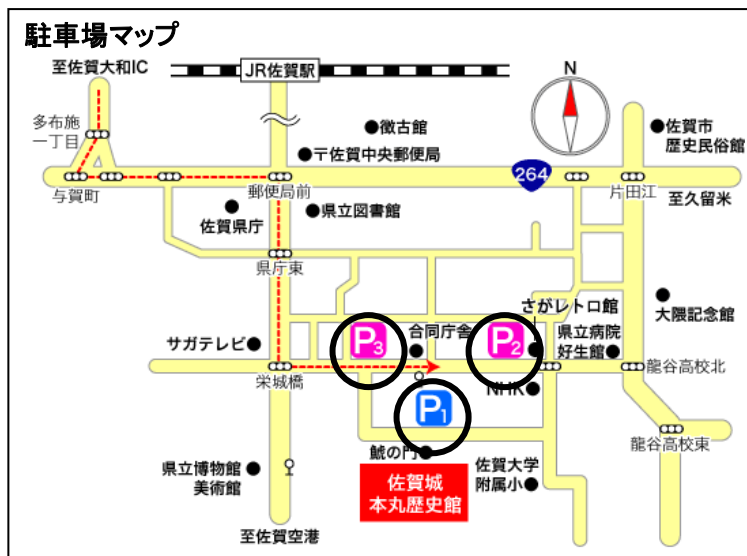 駐車場マップ
至佐賀大和IC
JR佐賀駅
N
多布施
一丁目
●徴古館
●〒佐賀中央郵便局
●佐賀市
歴史民俗館
与賀町
郵便局前
264
片田江
至久留米
佐賀県庁
●県立図書館
県庁東
さがレトロ館
大隈記念館
サガテレビ●
P3
合同庁舎
P2
県立病院
好生館●
栄城橋
龍谷高校北
NHK●
P1
龍谷高校東
鯱の門●
県立博物館
美術館
佐賀城
本丸歴史館
佐賀大学
附属小●
至佐賀空港